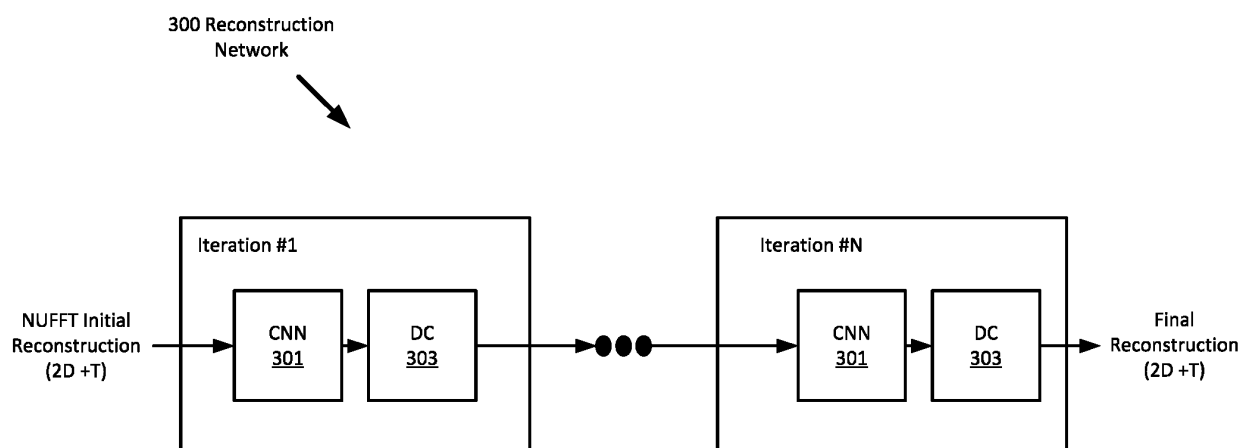 300 Reconstruction
Network
Iteration #1
Iteration #N
NUFFT Initial
Reconstruction
(2D +T)
CNN
301
DC
303
CNN
301
DC
303
Final
Reconstruction
(2D +T)